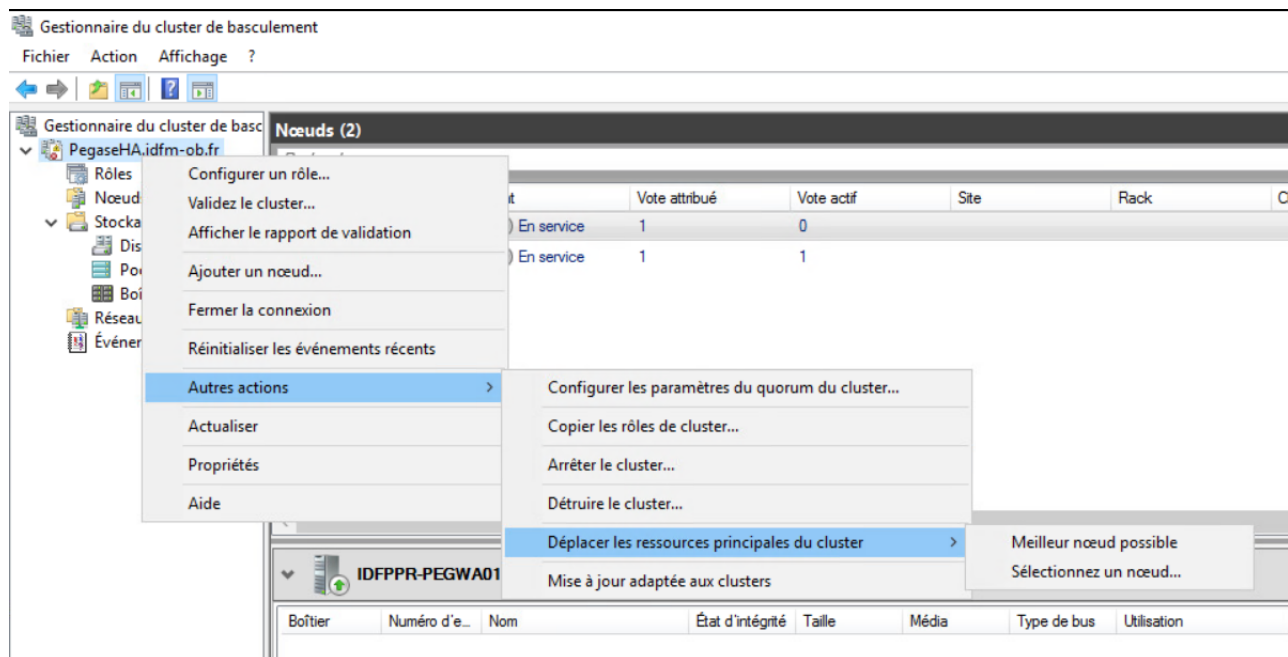 Gestionnaire du cluster de basculement
Fichier Action Affichage ?
Gestionnaire du cluster de basc
Nœuds (2)
PegaseHA.idfm-ob.fr
Rôles
Nœud
Stocka
Dis
Po
Boî
Réseau
Événer
Vote attribué Vote actif Site Rack
En service 1 0
En service 1 1
Configurer un rôle...
Validez le cluster...
Afficher le rapport de validation
Ajouter un nœud...
Fermer la connexion
Réinitialiser les événements récents
Autres actions
Actualiser
Propriétés
Aide
Configurer les paramètres du quorum du cluster...
Copier les rôles de cluster...
Arrêter le cluster...
Détruire le cluster...
Déplacer les ressources principales du cluster
Mise à jour adaptée aux clusters
Meilleur nœud possible
Sélectionnez un nœud...
IDFPPR-PEGWA01
Boîtier Numéro d'e... Nom État d'intégrité Taille Média Type de bus Utilisation